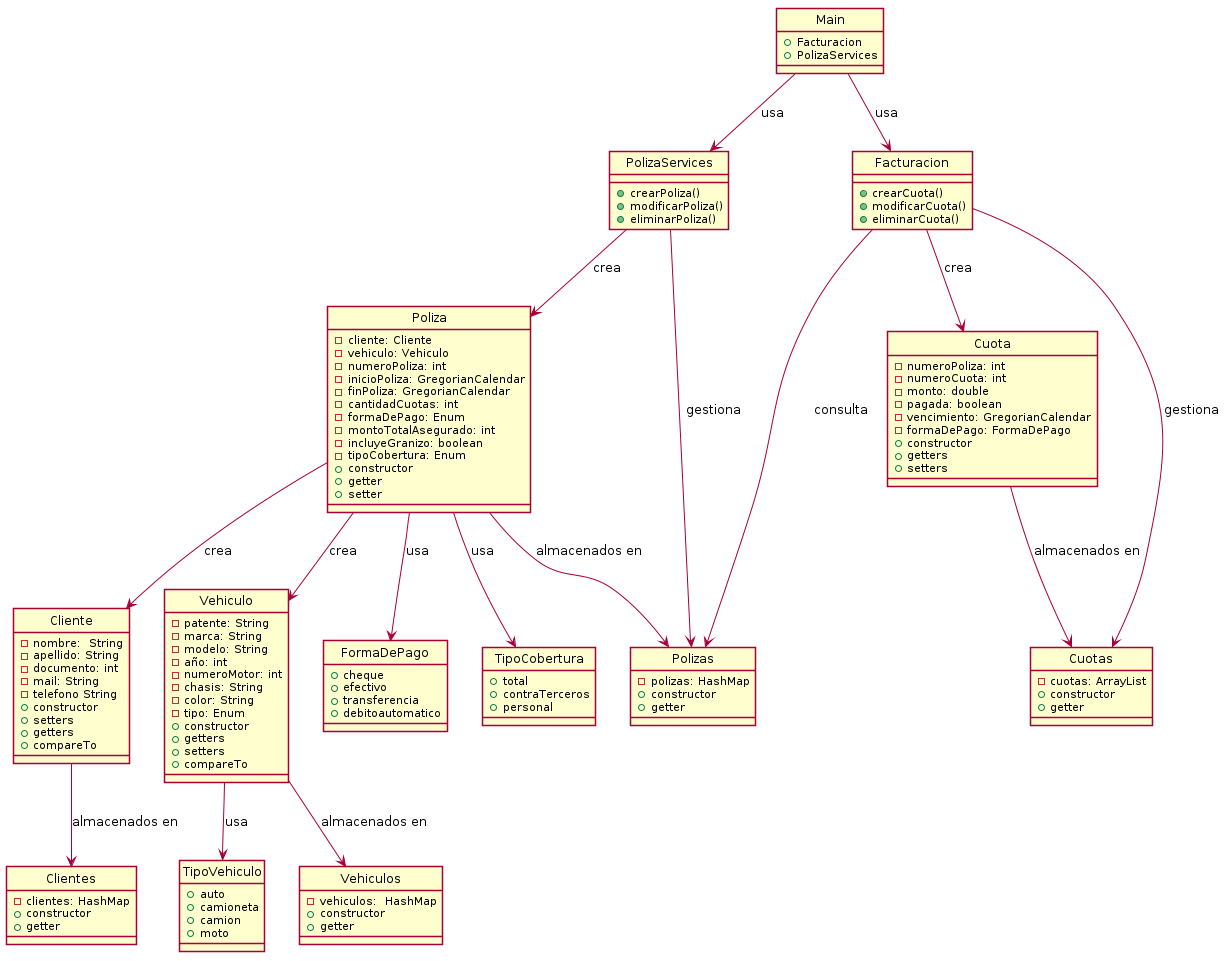 Main
Facturacion
PolizaServices
usa
usa
PolizaServices
crearPoliza()
modificarPoliza()
eliminarPoliza()
Facturacion
crearCuota()
modificarCuota()
eliminarCuota()
crea
crea
Poliza
cliente: Cliente
vehiculo: Vehiculo
numeroPoliza: int
inicioPoliza: GregorianCalendar
finPoliza: GregorianCalendar
cantidadCuotas: int
formaDePago: Enum
montoTotalAsegurado: int
incluyeGranizo: boolean
tipoCobertura: Enum
constructor
getter
setter
gestiona
consulta
Cuota
numeroPoliza: int
numeroCuota: int
monto: double
pagada: boolean
vencimiento: GregorianCalendar
formaDePago: FormaDePago
constructor
getters
setters
gestiona
crea
crea
usa
usa
almacenados en
almacenados en
Cliente
nombre:  String
apellido: String
documento: int
mail: String
telefono String
constructor
setters
getters
compareTo
Vehiculo
patente: String
marca: String
modelo: String
año: int
numeroMotor: int
chasis: String
color: String
tipo: Enum
constructor
getters
setters
compareTo
FormaDePago
cheque
efectivo
transferencia
debitoautomatico
TipoCobertura
total
contraTerceros
personal
Polizas
polizas: HashMap
constructor
getter
Cuotas
cuotas: ArrayList
constructor
getter
almacenados en
usa
almacenados en
Clientes
clientes: HashMap
constructor
getter
TipoVehiculo
auto
camioneta
camion
moto
Vehiculos
vehiculos:  HashMap
constructor
getter